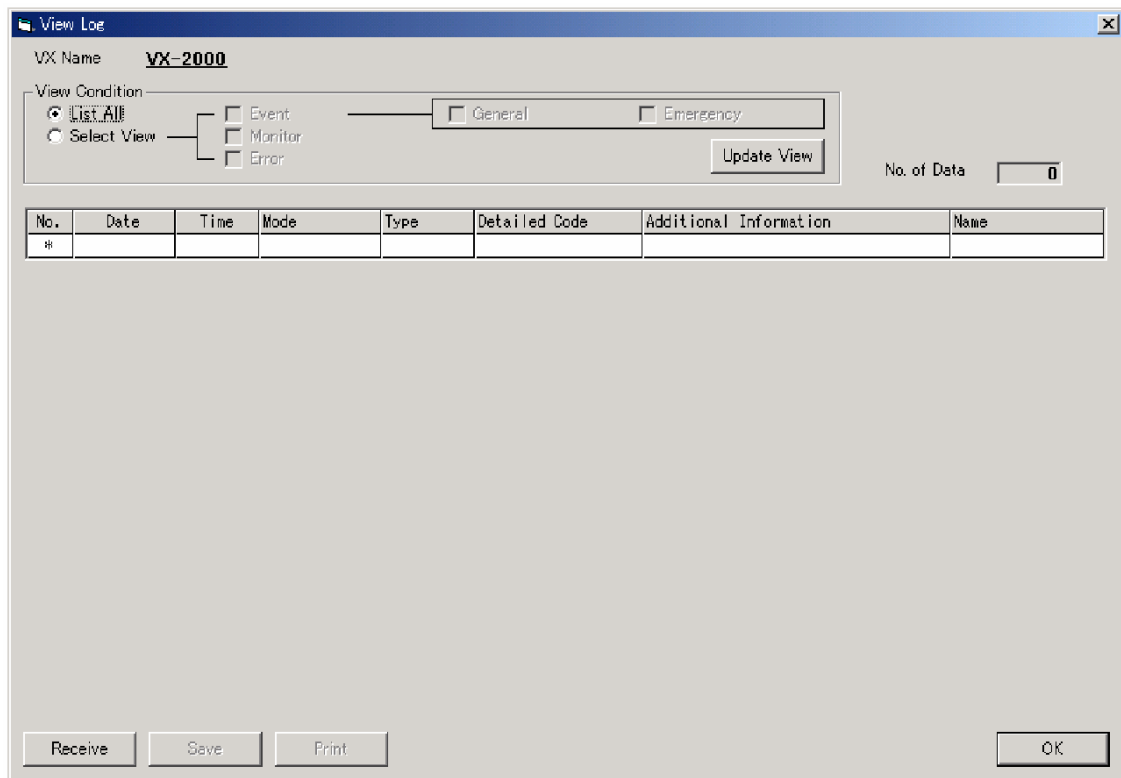 View Log
VX Name VX-2000
View Condition
List All Event General Emergency
Select View Monitor
Error Update View
No. of Data 0
No. Date Time Mode Type Detailed Code Additional Information Name
*
Receive Save Print OK